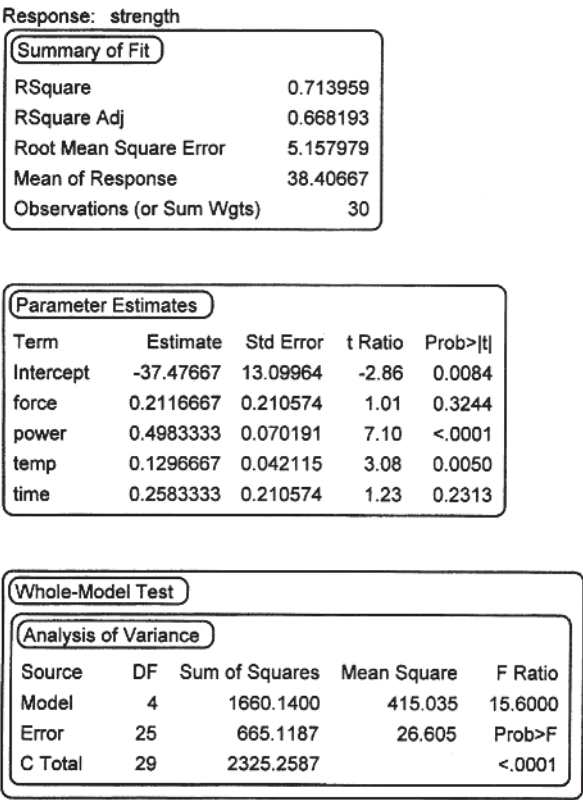 Response: strength
Summary of Fit
RSquare 0.713959
RSquare Adj 0.668193
Root Mean Square Error 5.157979
Mean of Response 38.40667
Observations (or Sum Wgts) 30
Parameter Estimates
Term Estimate Std Error t Ratio Prob>|t|
Intercept -37.47667 13.09964 -2.86 0.0084
force 0.2116667 0.210574 1.01 0.3244
power 0.4983333 0.070191 7.10 <.0001
temp 0.1296667 0.042115 3.08 0.0050
time 0.2583333 0.210574 1.23 0.2313
Whole-Model Test
Analysis of Variance
Source DF Sum of Squares Mean Square F Ratio
Model 4 1660.1400 415.035 15.6000
Error 25 665.1187 26.605 Prob>F
C Total 29 2325.2587 <.0001